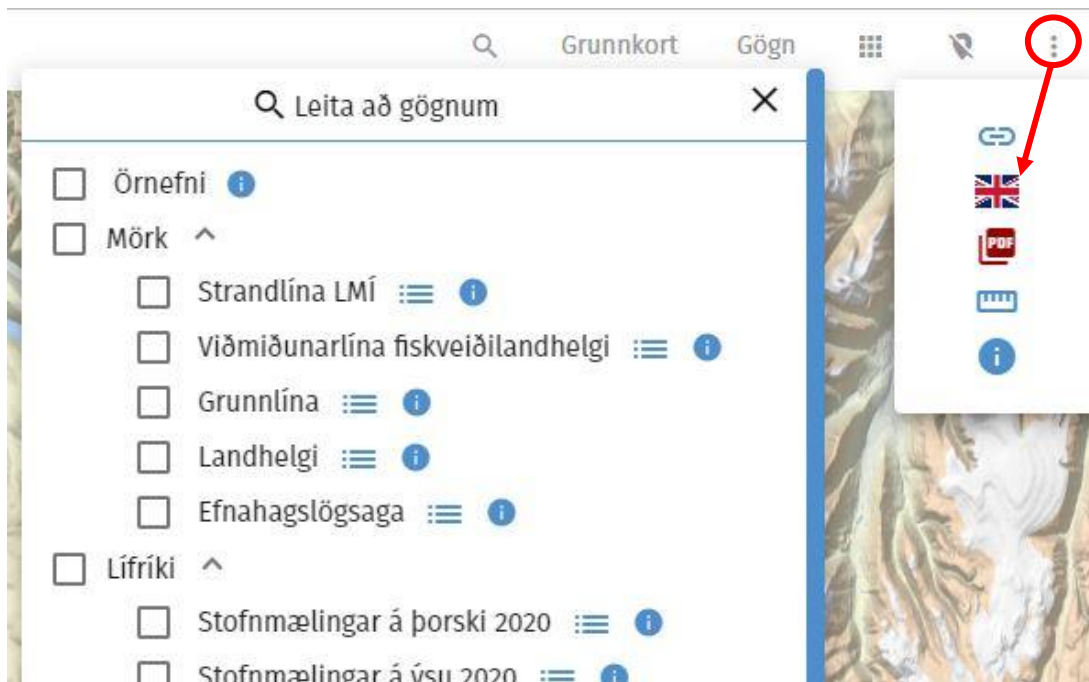 Grunnkort Gögn
Leita að gögnum
Örnefni
Mörk
Strandlína LMÍ
Viðmiðunarlína fiskveiðilandhelgi
PDF
Grunnlína
Landhelgi
Efnahagslögsaga
Lífríki
Stofnmælingar á þorski 2020
Stofnmælingar á ýsu 2020